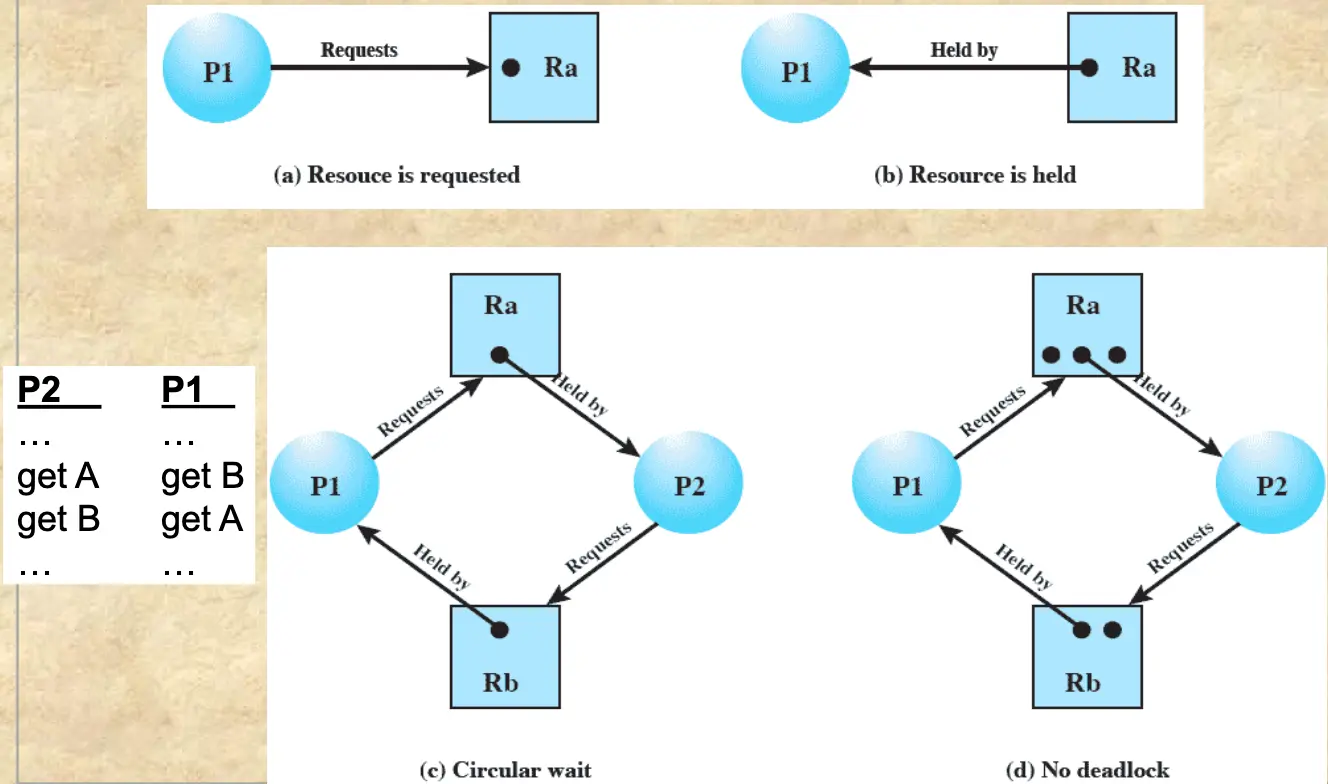 Requests
P1
Ra
(a) Resouce is requested
Held by
P1
Ra
(b) Resource is held
P2 P1
... ...
get A get B
get B get A
... ...
Ra
Requests
Held by
P1
P2
Held by
Requests
Rb
(c) Circular wait
Ra
Requests
Held by
P1
P2
Held by
Requests
Rb
(d) No deadlock